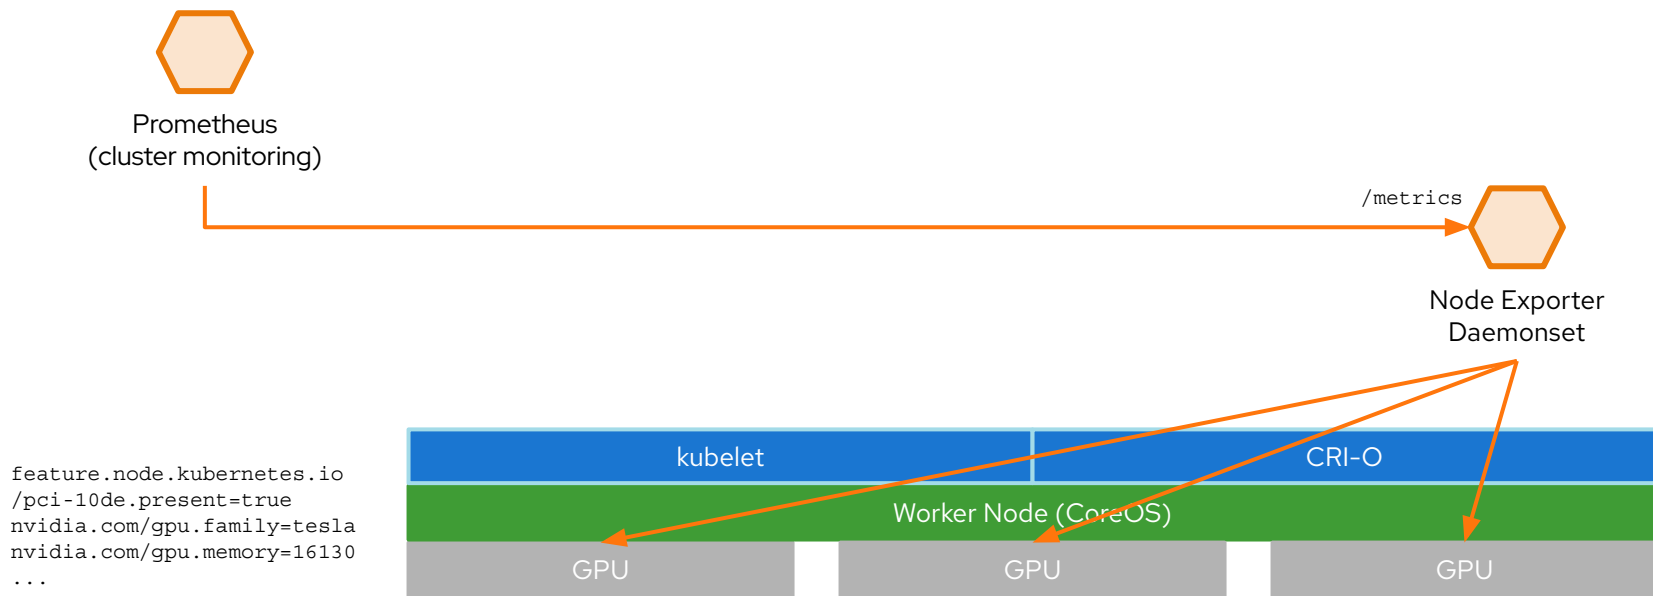 Prometheus
(cluster monitoring)
/metrics
Node Exporter
Daemonset
kubelet
CRI-O
feature.node.kubernetes.io
/pci-10de.present=true
nvidia.com/gpu.family=tesla
nvidia.com/gpu.memory=16130
...
Worker Node (CoreOS)
GPU
GPU
GPU